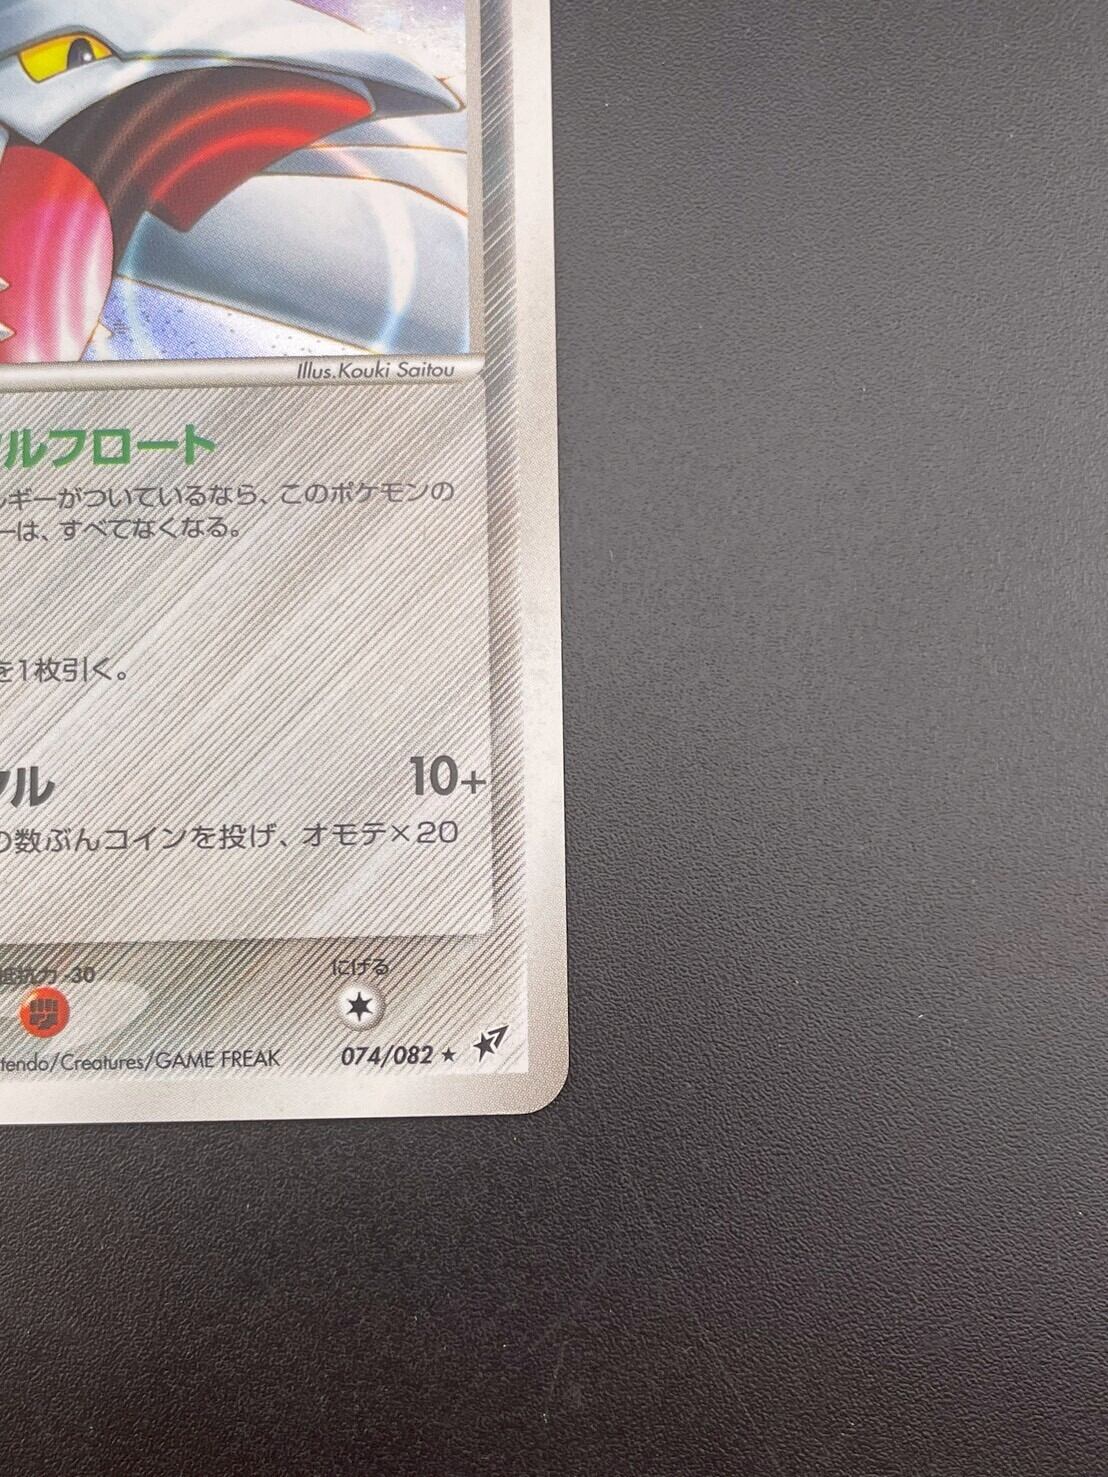 Illus.Kouki Saitou
ルフロート
ギーがついているなら、このポケモンの
ーは、すべてなくなる。
を1枚引く。
フル
10+
の数ぶんコインを投げ、オモテ×20
抵抗力 -30
にげる
tendo/Creatures/GAME FREAK
074/082 ★